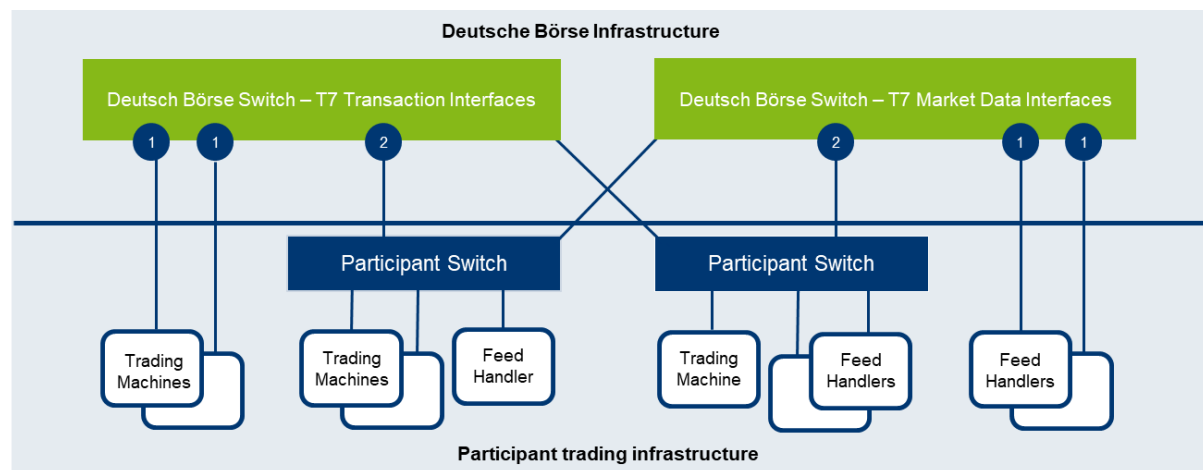 Deutsche Börse Infrastructure
Deutsch Börse Switch – T7 Transaction Interfaces
Deutsch Börse Switch – T7 Market Data Interfaces
1
1
2
2
1
1
Participant Switch
Participant Switch
Trading
Machines
Trading
Machines
Feed
Handler
Trading
Machine
Feed
Handlers
Feed
Handlers
Participant trading infrastructure